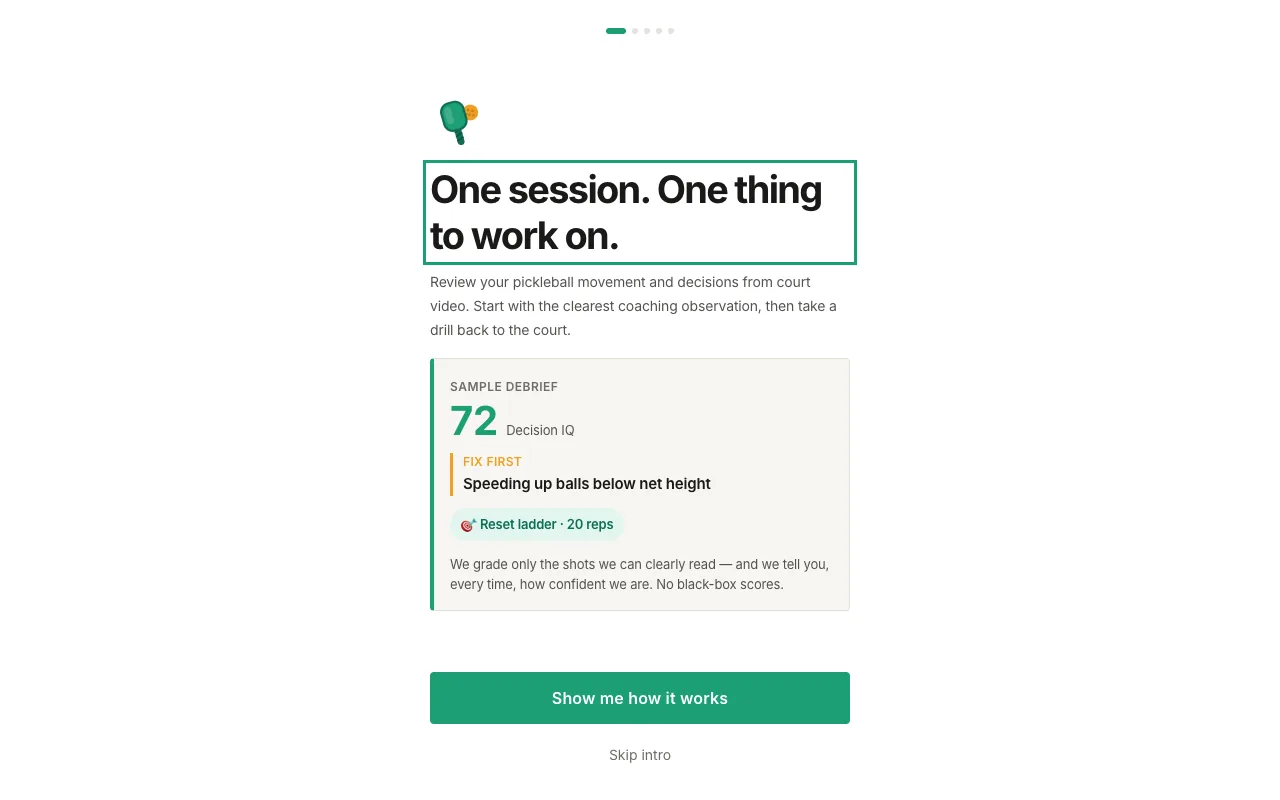 One session. One thing
to work on.
Review your pickleball movement and decisions from court
video. Start with the clearest coaching observation, then take a
drill back to the court.
SAMPLE DEBRIEF
72 Decision IQ
FIX FIRST
Speeding up balls below net height
Reset ladder · 20 reps
We grade only the shots we can clearly read — and we tell you,
every time, how confident we are. No black-box scores.
Show me how it works
Skip intro